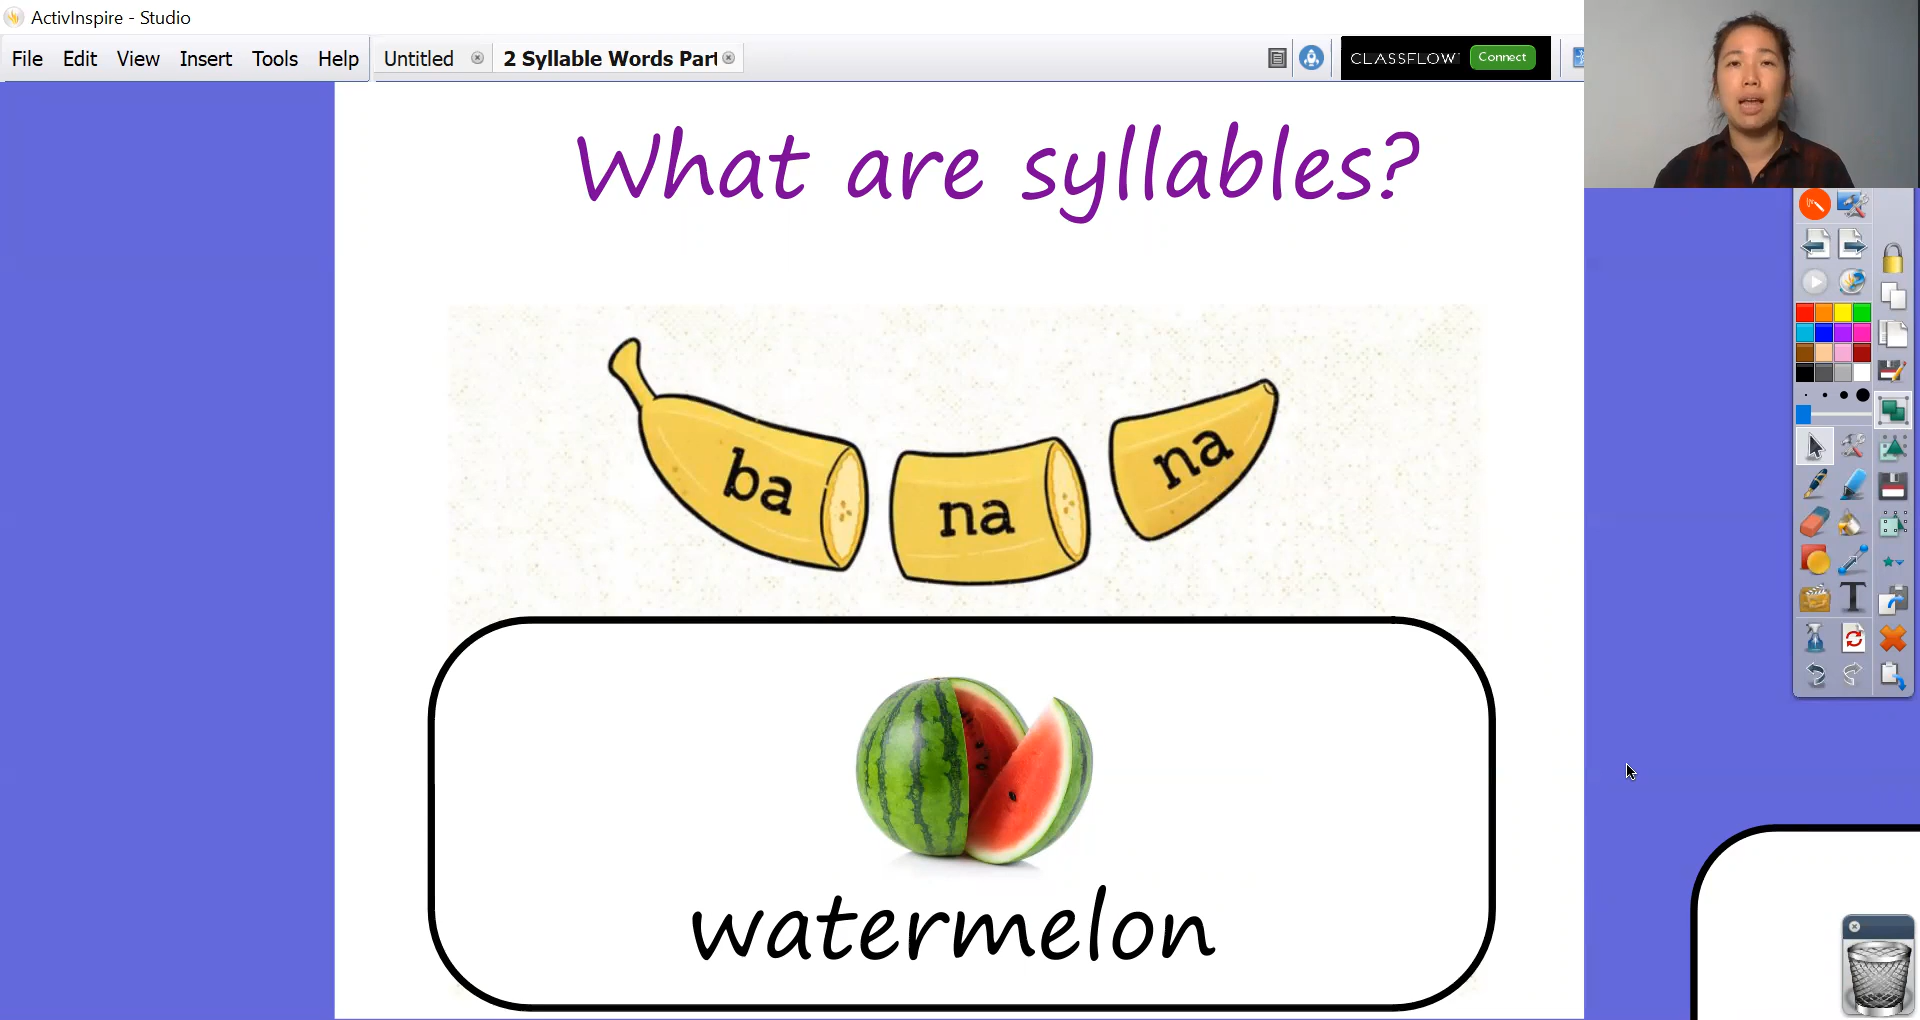 ActivInspire - Studio
File Edit View Insert Tools Help
Untitled 2 Syllable Words Part
CLASSFLOW Connect
What are syllables?
ba na na
watermelon